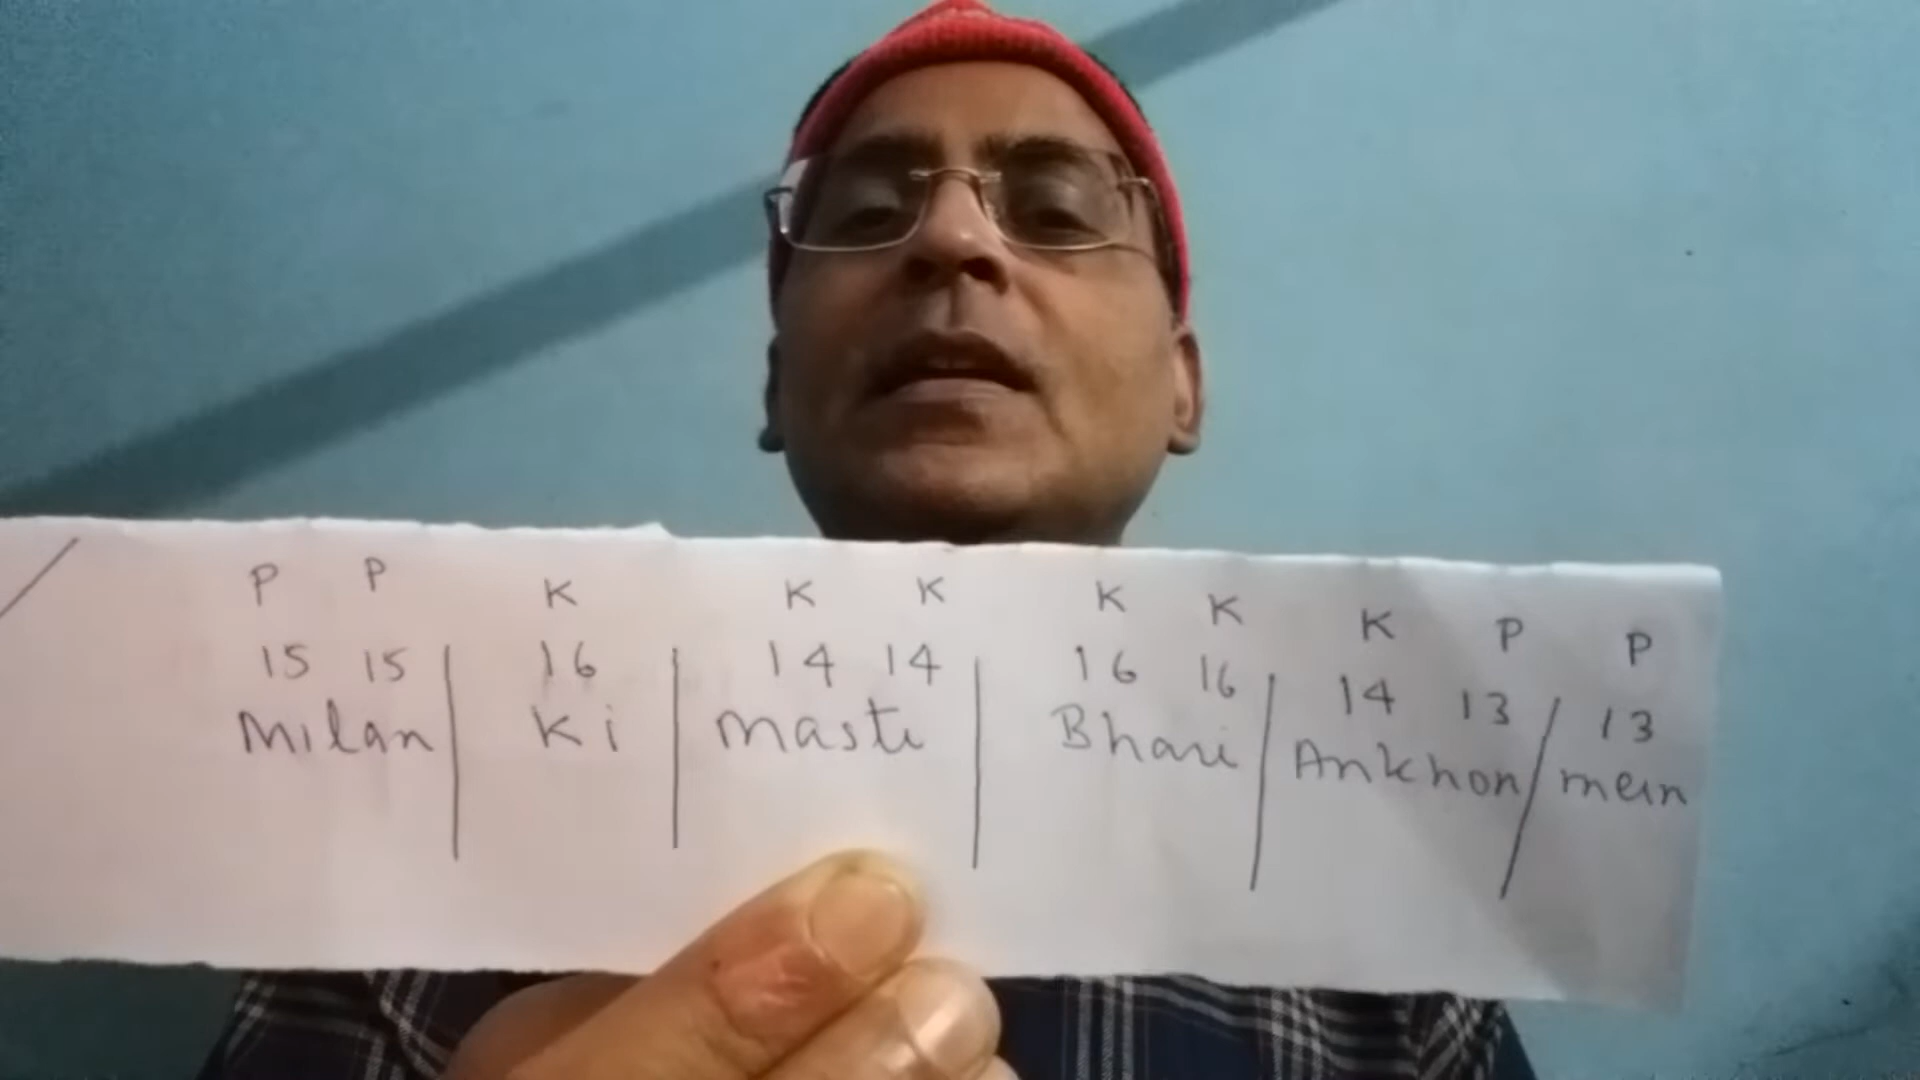 / P P K K K K K K P P
15 15 | 16 | 14 14 | 16 16 | 14 13 / 13
Milan | Ki | Masti | Bhari | Ankhon / mein